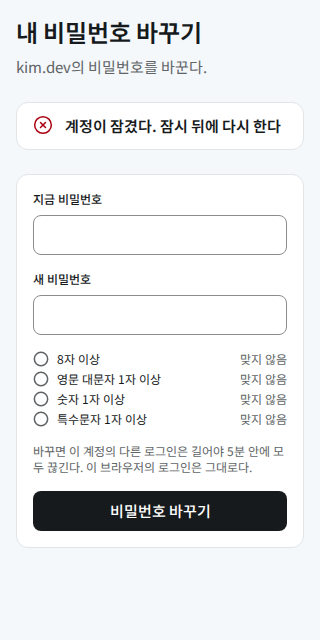 내 비밀번호 바꾸기
kim.dev의 비밀번호를 바꾼다.
계정이 잠겼다. 잠시 뒤에 다시 한다
지금 비밀번호
새 비밀번호
8자 이상 맞지 않음
영문 대문자 1자 이상 맞지 않음
숫자 1자 이상 맞지 않음
특수문자 1자 이상 맞지 않음
바꾸면 이 계정의 다른 로그인은 길어야 5분 안에 모
두 끊긴다. 이 브라우저의 로그인은 그대로다.
비밀번호 바꾸기